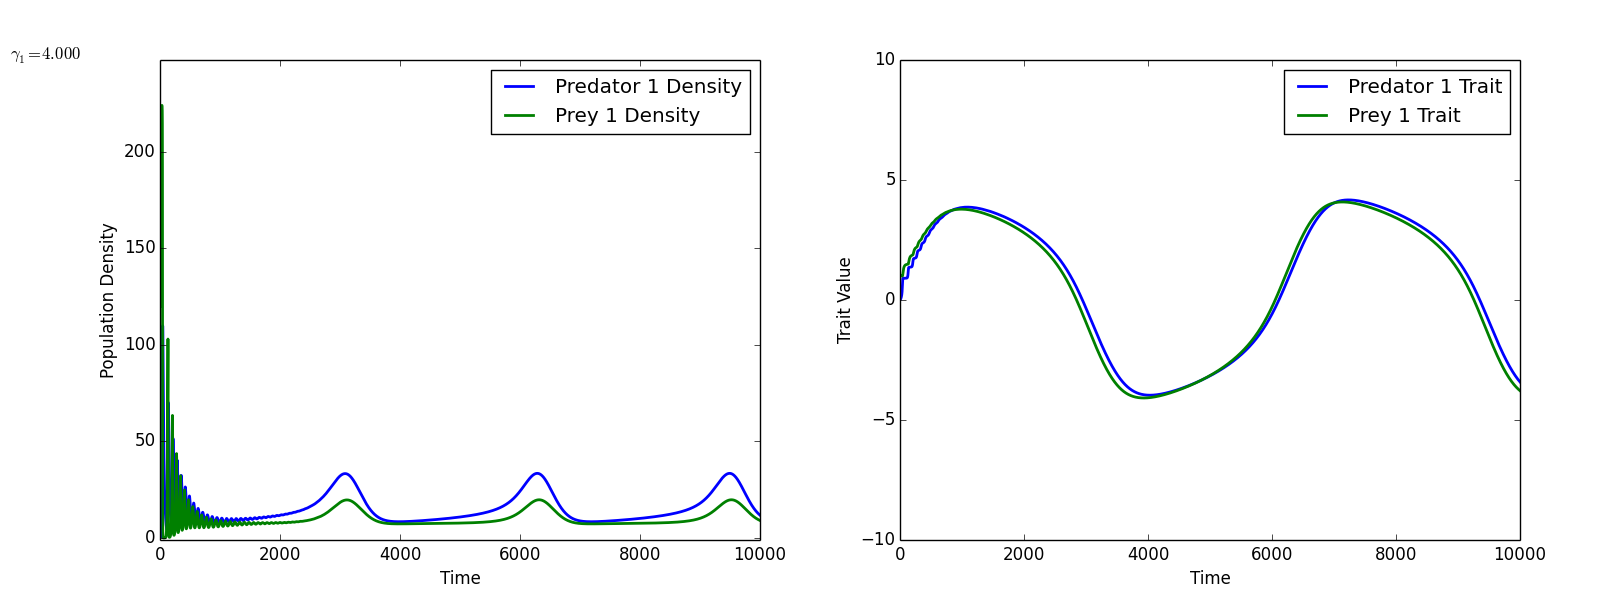 γ₁=4.000
Predator 1 Density
Prey 1 Density
Population Density
200
150
100
50
0
0 2000 4000 6000 8000 10000
Time
Predator 1 Trait
Prey 1 Trait
Trait Value
10
5
0
−5
−10
0 2000 4000 6000 8000 10000
Time